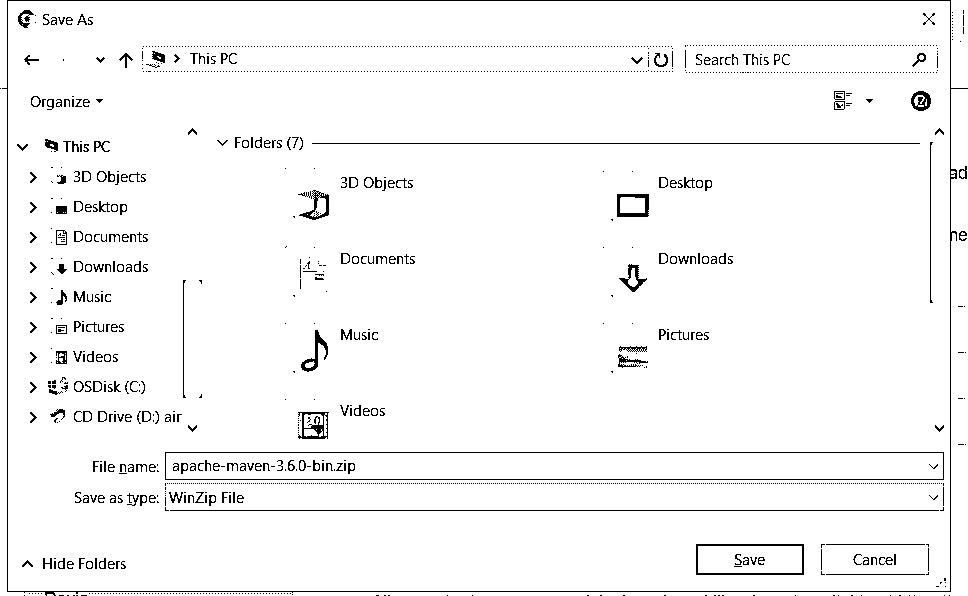 Save As
This PC
Search This PC
Organize
This PC
3D Objects
Desktop
Documents
Downloads
Music
Pictures
Videos
OSDisk (C:)
CD Drive (D:) air
Folders (7)
3D Objects
Desktop
Documents
Downloads
Music
Pictures
Videos
ad
ne
File name: apache-maven-3.6.0-bin.zip
Save as type: WinZip File
Hide Folders
Save
Cancel